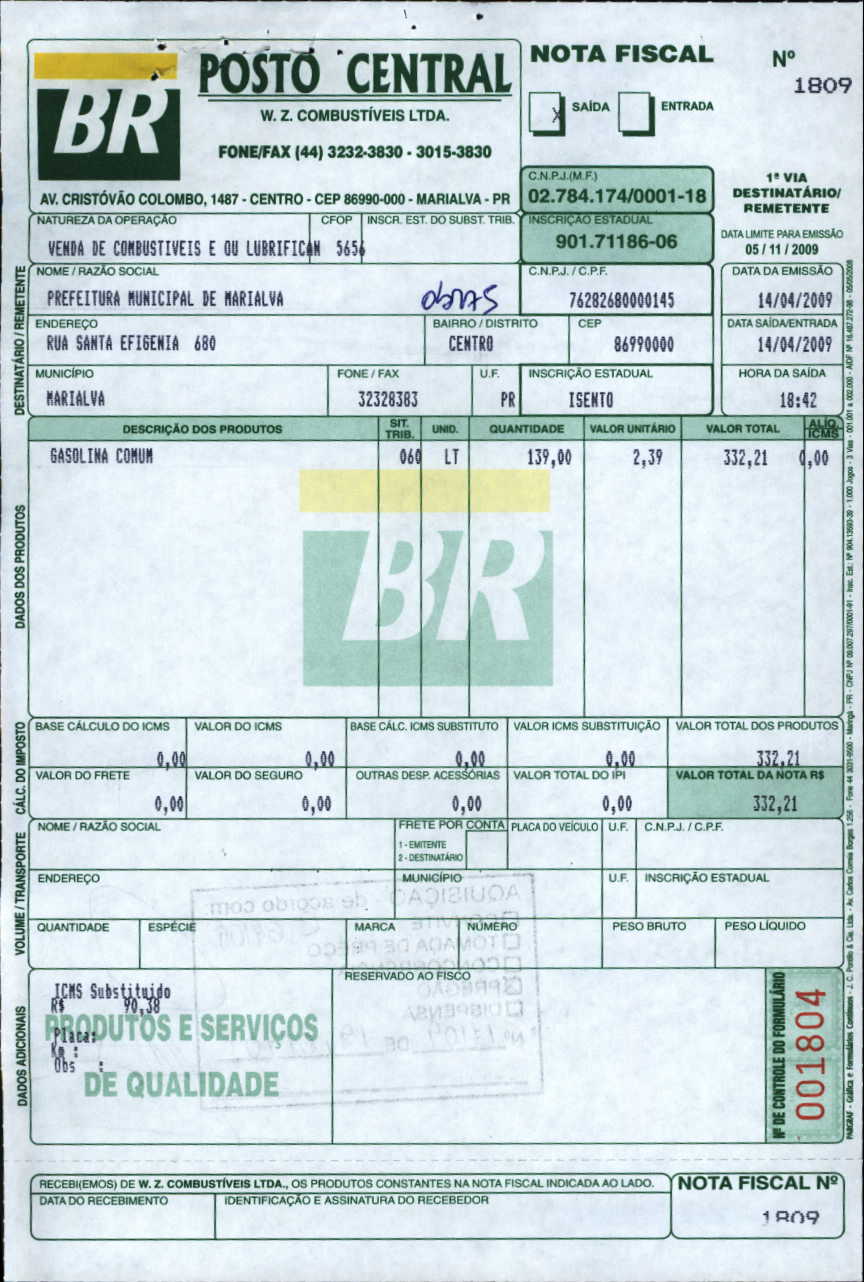 BR
POSTO CENTRAL
W. Z. COMBUSTÍVEIS LTDA.
FONE/FAX (44) 3232-3830 - 3015-3830
AV. CRISTÓVÃO COLOMBO, 1487 - CENTRO - CEP 86990-000 - MARIALVA - PR
NOTA FISCAL
Nº
1809
X SAÍDA ENTRADA
C.N.P.J.(M.F.)
02.784.174/0001-18
1ª VIA
DESTINATÁRIO/
REMETENTE
NATUREZA DA OPERAÇÃO CFOP INSCR. EST. DO SUBST. TRIB. INSCRIÇÃO ESTADUAL
VENDA DE COMBUSTIVEIS E OU LUBRIFICAN 5656
901.71186-06
DATA LIMITE PARA EMISSÃO
05 / 11 / 2009
DESTINATÁRIO / REMETENTE
NOME / RAZÃO SOCIAL C.N.P.J. / C.P.F. DATA DA EMISSÃO
PREFEITURA MUNICIPAL DE MARIALVA obras 76282680000145 14/04/2009
ENDEREÇO BAIRRO / DISTRITO CEP DATA SAÍDA/ENTRADA
RUA SANTA EFIGENIA 680 CENTRO 86990000 14/04/2009
MUNICÍPIO FONE / FAX U.F. INSCRIÇÃO ESTADUAL HORA DA SAÍDA
MARIALVA 32328383 PR ISENTO 18:42
DADOS DOS PRODUTOS
DESCRIÇÃO DOS PRODUTOS SIT. TRIB. UNID. QUANTIDADE VALOR UNITÁRIO VALOR TOTAL ALÍQ. ICMS
GASOLINA COMUM 060 LT 139,00 2,39 332,21 0,00
BR
CÁLC. DO IMPOSTO
BASE CÁLCULO DO ICMS VALOR DO ICMS BASE CÁLC. ICMS SUBSTITUTO VALOR ICMS SUBSTITUIÇÃO VALOR TOTAL DOS PRODUTOS
0,00 0,00 0,00 0,00 332,21
VALOR DO FRETE VALOR DO SEGURO OUTRAS DESP. ACESSÓRIAS VALOR TOTAL DO IPI VALOR TOTAL DA NOTA R$
0,00 0,00 0,00 0,00 332,21
VOLUME / TRANSPORTE
NOME / RAZÃO SOCIAL FRETE POR CONTA PLACA DO VEÍCULO U.F. C.N.P.J. / C.P.F.
1 - EMITENTE
2 - DESTINATÁRIO
ENDEREÇO MUNICÍPIO U.F. INSCRIÇÃO ESTADUAL
QUANTIDADE ESPÉCIE MARCA NÚMERO PESO BRUTO PESO LÍQUIDO
AQUISIÇÃO de acordo com
CONVITE
TOMADA DE PREÇO
PREGÃO
DISPENSA
DADOS ADICIONAIS
RESERVADO AO FISCO
ICMS Substituido
R$ 90,38
PRODUTOS E SERVIÇOS
Placa:
Km :
Obs :
DE QUALIDADE
Nº DE CONTROLE DO FORMULÁRIO
001804
RECEBI(EMOS) DE W. Z. COMBUSTÍVEIS LTDA., OS PRODUTOS CONSTANTES NA NOTA FISCAL INDICADA AO LADO.
DATA DO RECEBIMENTO IDENTIFICAÇÃO E ASSINATURA DO RECEBEDOR
NOTA FISCAL Nº
1809